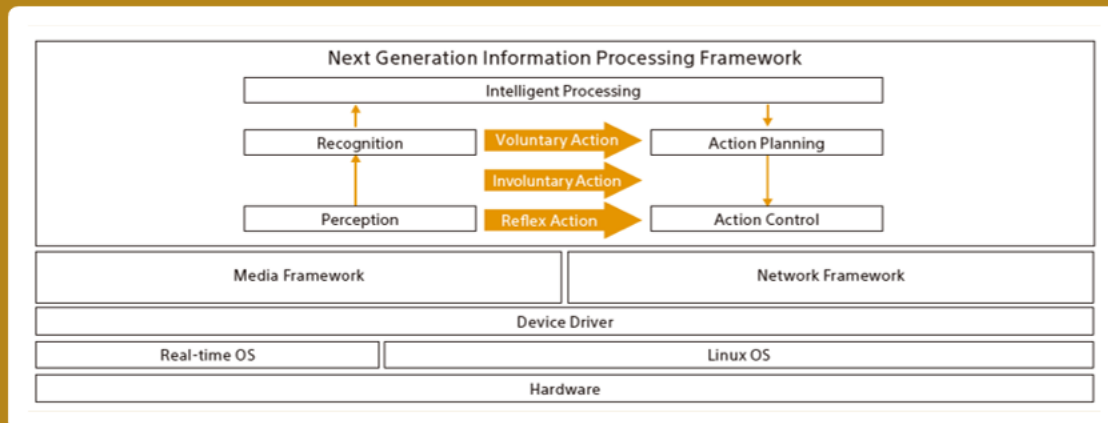 Next Generation Information Processing Framework
Intelligent Processing
Recognition
Voluntary Action
Action Planning
Involuntary Action
Perception
Reflex Action
Action Control
Media Framework
Network Framework
Device Driver
Real-time OS
Linux OS
Hardware